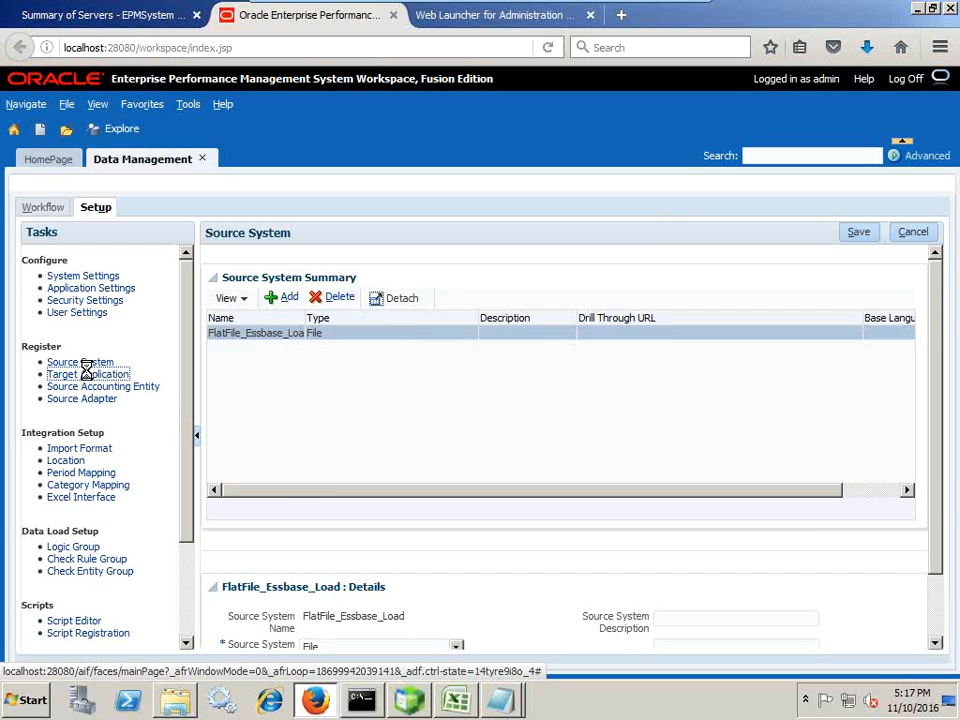 Summary of Servers - EPMSystem ...
Oracle Enterprise Performanc...
Web Launcher for Administration ...
localhost:28080/workspace/index.jsp
Search
ORACLE Enterprise Performance Management System Workspace, Fusion Edition
Logged in as admin Help Log Off
Navigate File View Favorites Tools Help
Explore
HomePage Data Management
Search: Advanced
Workflow Setup
Tasks
Configure
System Settings
Application Settings
Security Settings
User Settings
Register
Source System
Target Application
Source Accounting Entity
Source Adapter
Integration Setup
Import Format
Location
Period Mapping
Category Mapping
Excel Interface
Data Load Setup
Logic Group
Check Rule Group
Check Entity Group
Scripts
Script Editor
Script Registration
Source System
Save Cancel
Source System Summary
View Add Delete Detach
Name Type Description Drill Through URL Base Langu
FlatFile_Essbase_Loa File
FlatFile_Essbase_Load : Details
Source System Name FlatFile_Essbase_Load
Source System Description
* Source System File
localhost:28080/aif/faces/mainPage?_afrWindowMode=0&_afrLoop=186999420391​41&_adf.ctrl-state=14tyre9i8o_4#
Start
5:17 PM
11/10/2016